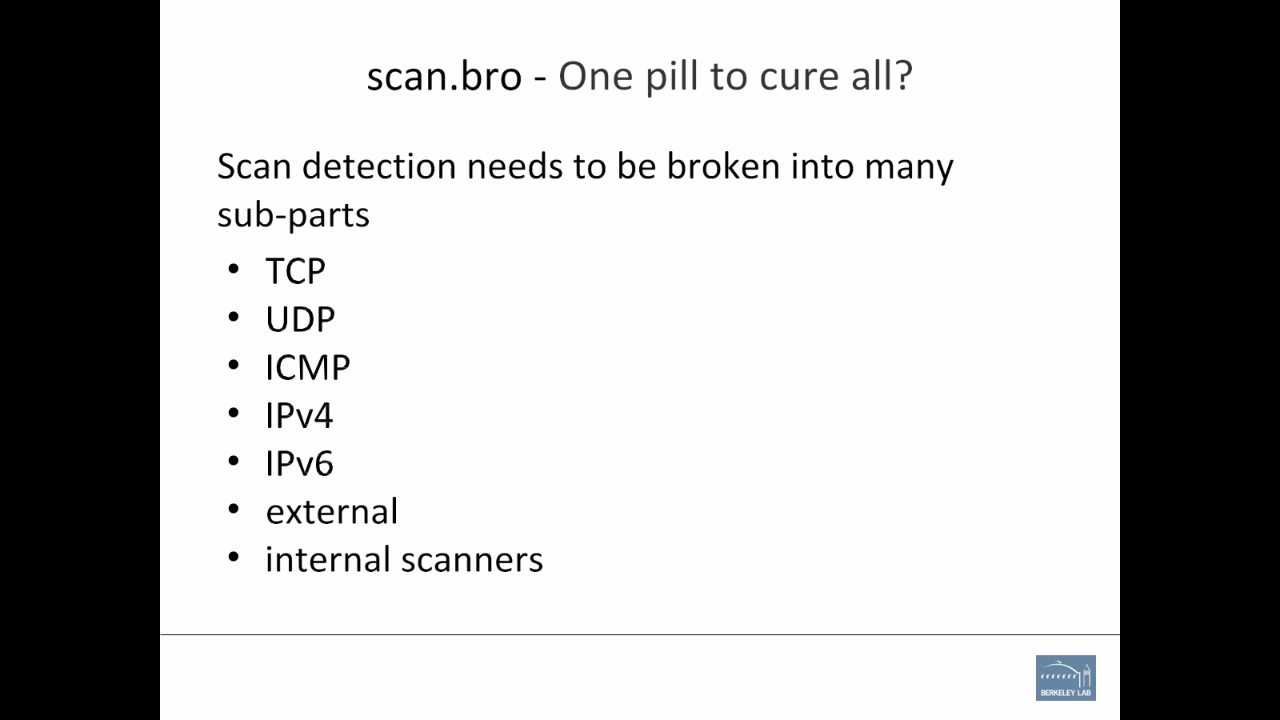 scan.bro - One pill to cure all?
Scan detection needs to be broken into many
sub-parts
• TCP
• UDP
• ICMP
• IPv4
• IPv6
• external
• internal scanners
BERKELEY LAB